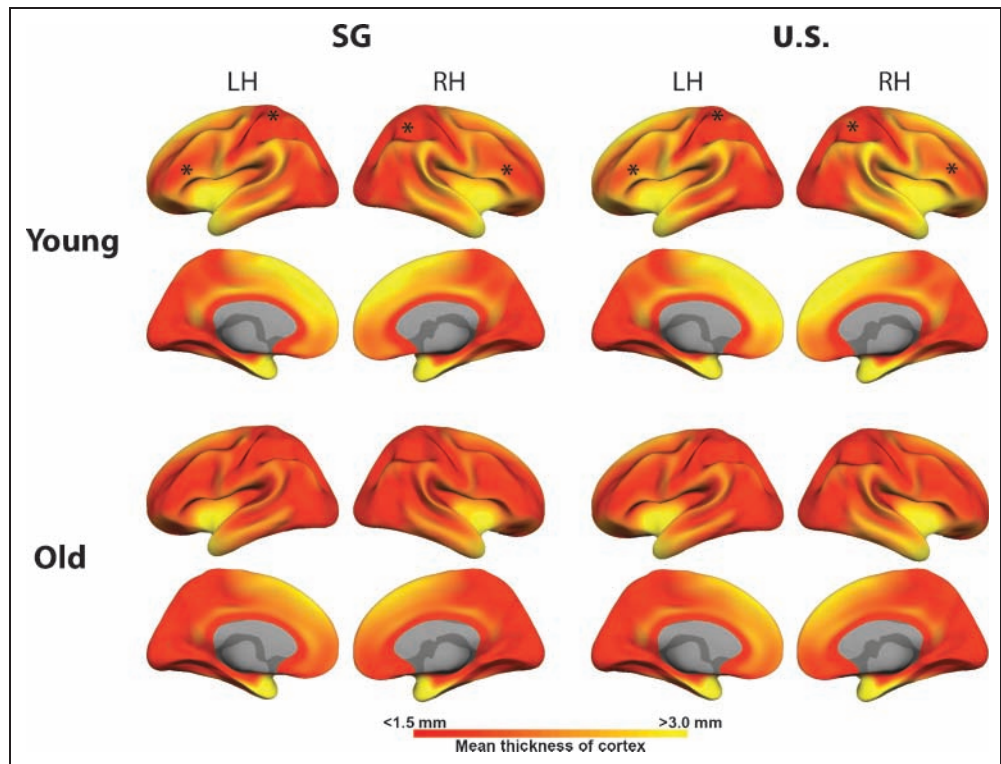 SG U.S.
LH RH LH RH
* * * *
* * * *
Young
Old
<1.5 mm >3.0 mm
Mean thickness of cortex